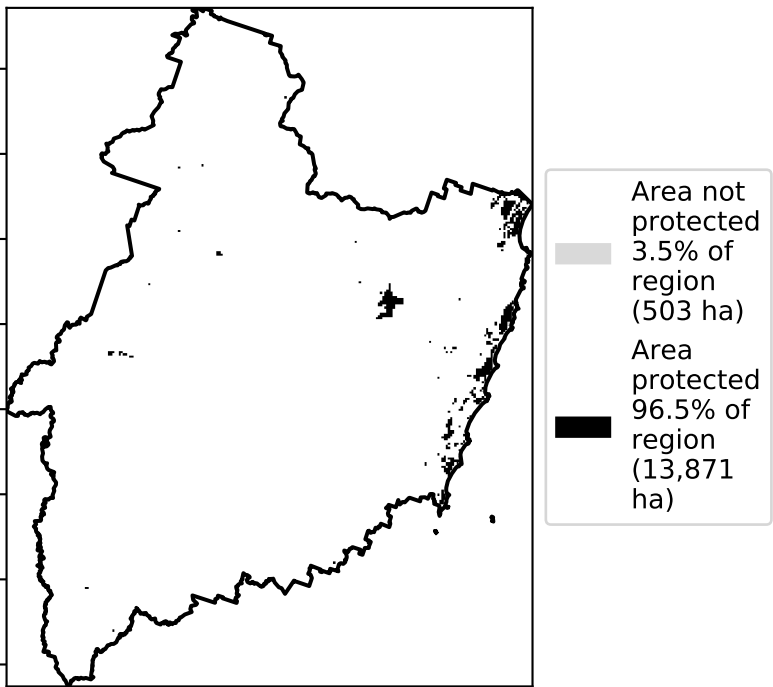 Area not
protected
3.5% of
region
(503 ha)
Area
protected
96.5% of
region
(13,871
ha)